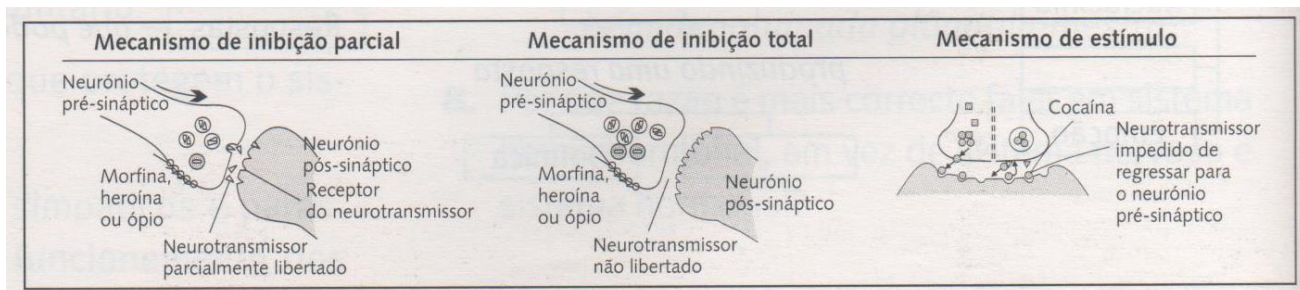 Mecanismo de inibição parcial
Neurónio
pré-sináptico
Morfina,
heroína
ou ópio
Neurotransmissor
parcialmente libertado
Neurónio
pós-sináptico
Receptor
do neurotransmissor
Mecanismo de inibição total
Neurónio
pré-sináptico
Morfina,
heroína
ou ópio
Neurotransmissor
não libertado
Neurónio
pós-sináptico
Mecanismo de estímulo
Cocaína
Neurotransmissor
impedido de
regressar para
o neurónio
pré-sináptico